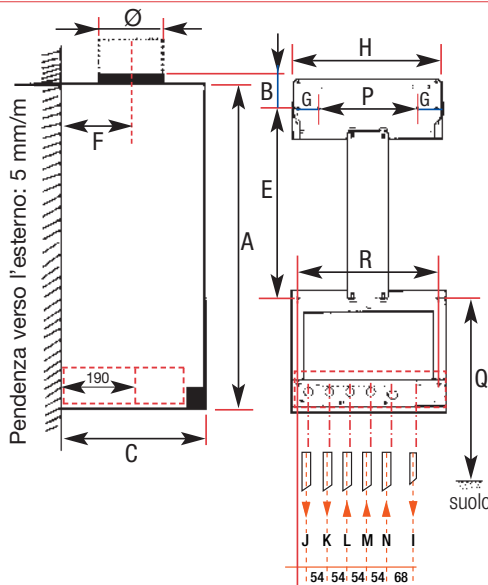 Ø
H
B
G
P
G
F
E
A
R
Pendenza verso l'esterno: 5 mm/m
190
Q
C
suolo
J K L M N I
54 54 54 54 68